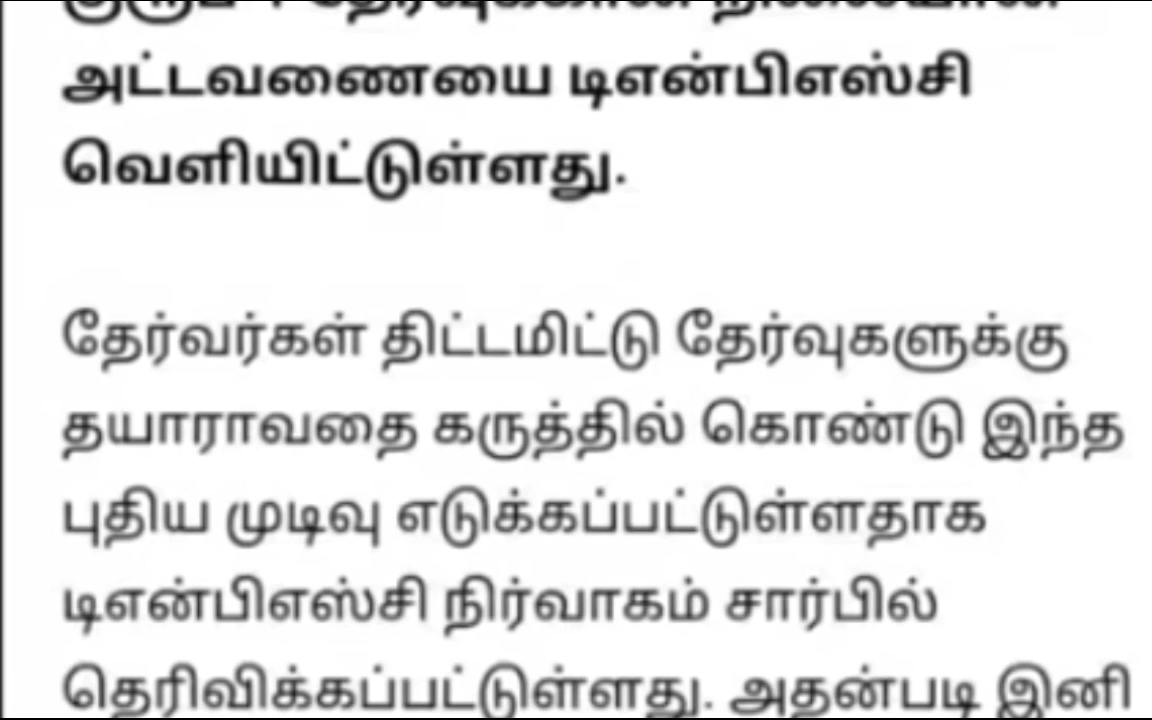 தேர்வுக்கான நிலையான
அட்டவணையை டிஎன்பிஎஸ்சி
வெளியிட்டுள்ளது.
தேர்வர்கள் திட்டமிட்டு தேர்வுகளுக்கு
தயாராவதை கருத்தில் கொண்டு இந்த
புதிய முடிவு எடுக்கப்பட்டுள்ளதாக
டிஎன்பிஎஸ்சி நிர்வாகம் சார்பில்
தெரிவிக்கப்பட்டுள்ளது. அதன்படி இனி